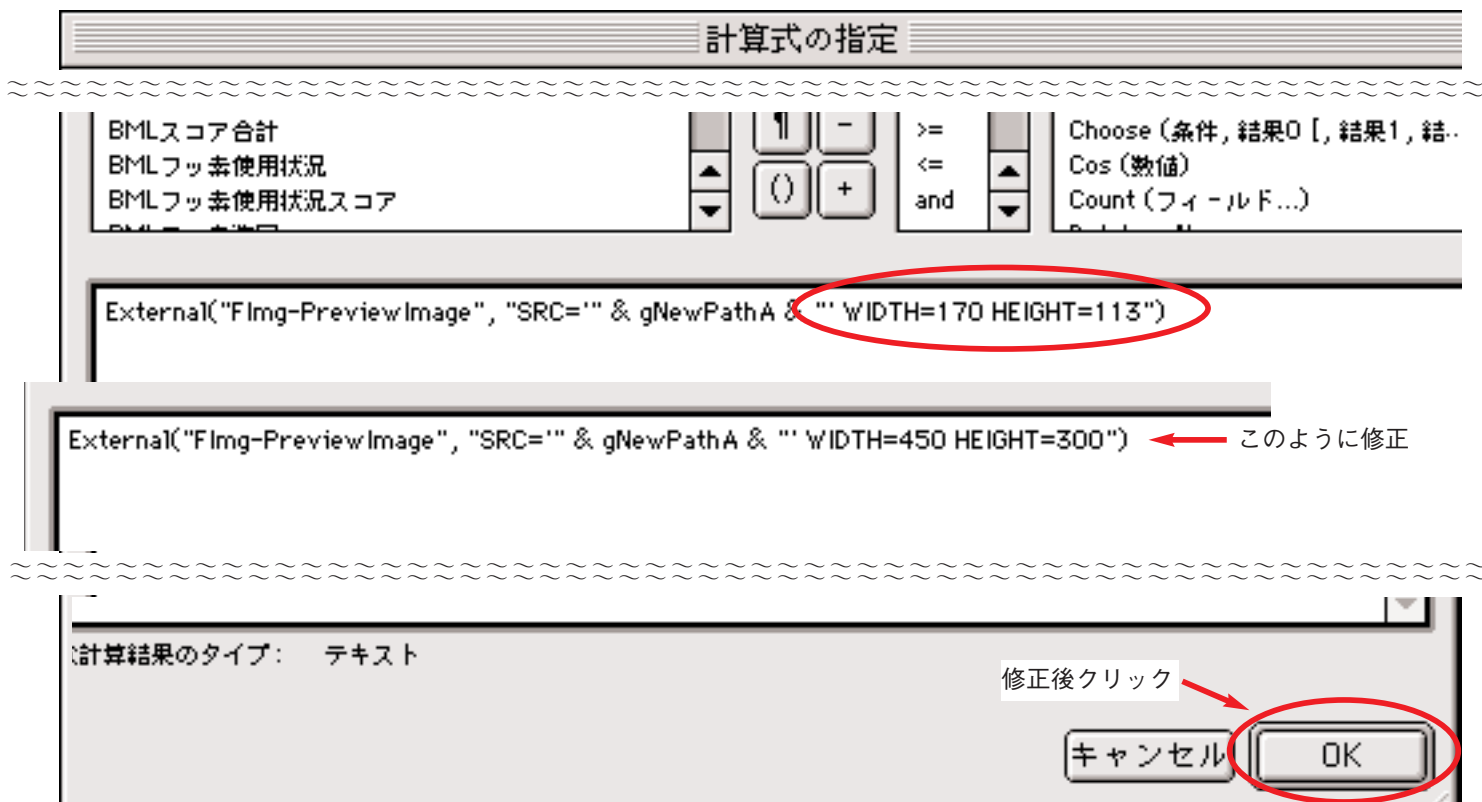 計算式の指定
BMLスコア合計
BMLフッ素使用状況
BMLフッ素使用状況スコア
¶ -
() +
>=
<=
and
Choose (条件, 結果0 [, 結果1, 結..
Cos (数値)
Count (フィールド...)
External("FImg-PreviewImage", "SRC='" & gNewPathA & "' WIDTH=170 HEIGHT=113")
External("FImg-PreviewImage", "SRC='" & gNewPathA & "' WIDTH=450 HEIGHT=300") このように修正
計算結果のタイプ: テキスト
修正後クリック
キャンセル OK